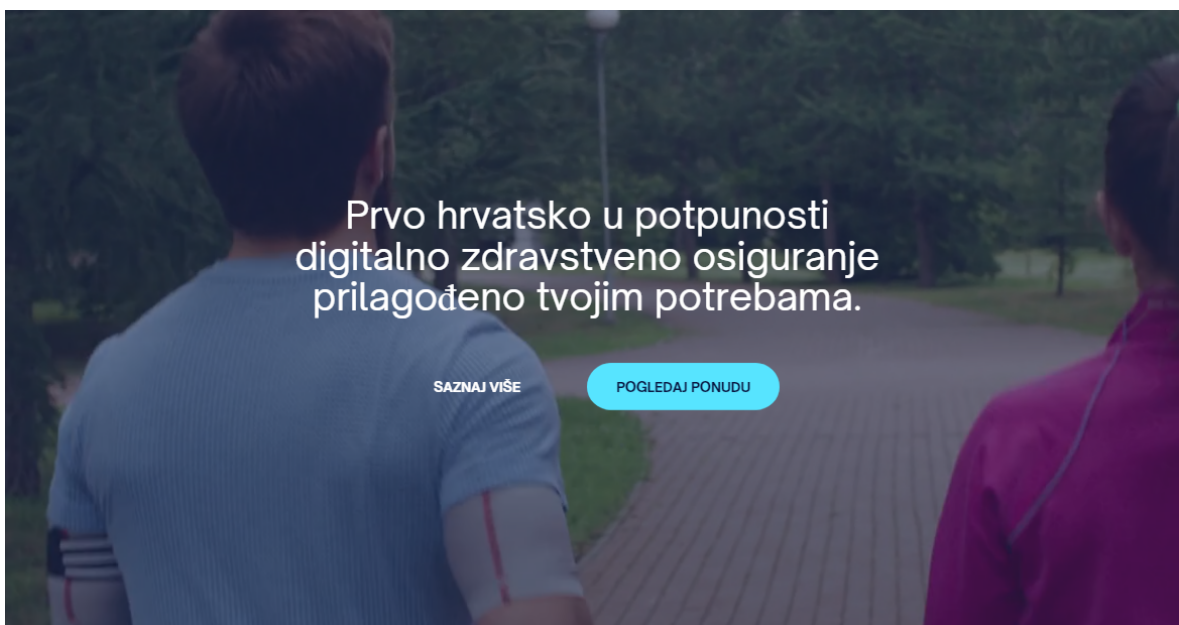 Prvo hrvatsko u potpunosti
digitalno zdravstveno osiguranje
prilagođeno tvojim potrebama.
SAZNAJ VIŠE
POGLEDAJ PONUDU